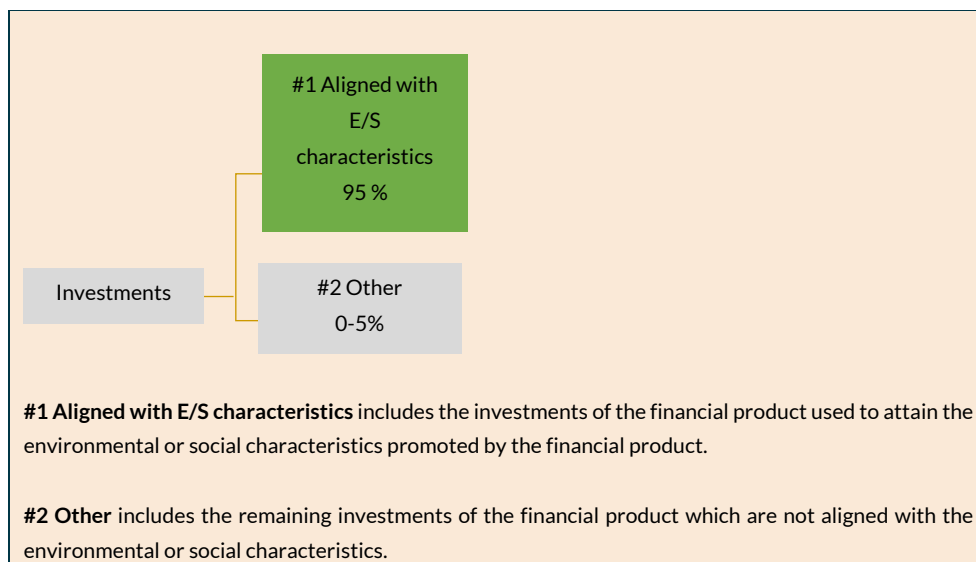 #1 Aligned with
E/S
characteristics
95 %
Investments
#2 Other
0-5%
#1 Aligned with E/S characteristics includes the investments of the financial product used to attain the
environmental or social characteristics promoted by the financial product.
#2 Other includes the remaining investments of the financial product which are not aligned with the
environmental or social characteristics.